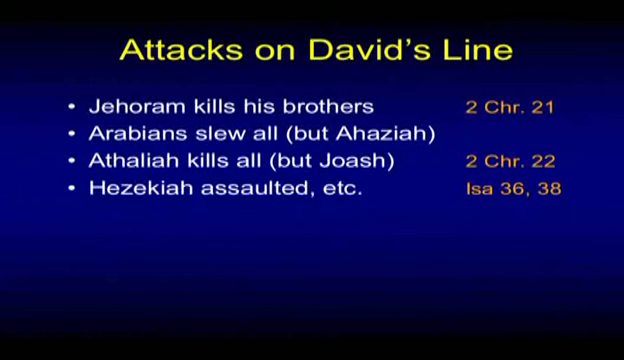 Attacks on David's Line
• Jehoram kills his brothers 2 Chr. 21
• Arabians slew all (but Ahaziah)
• Athaliah kills all (but Joash) 2 Chr. 22
• Hezekiah assaulted, etc. Isa 36, 38